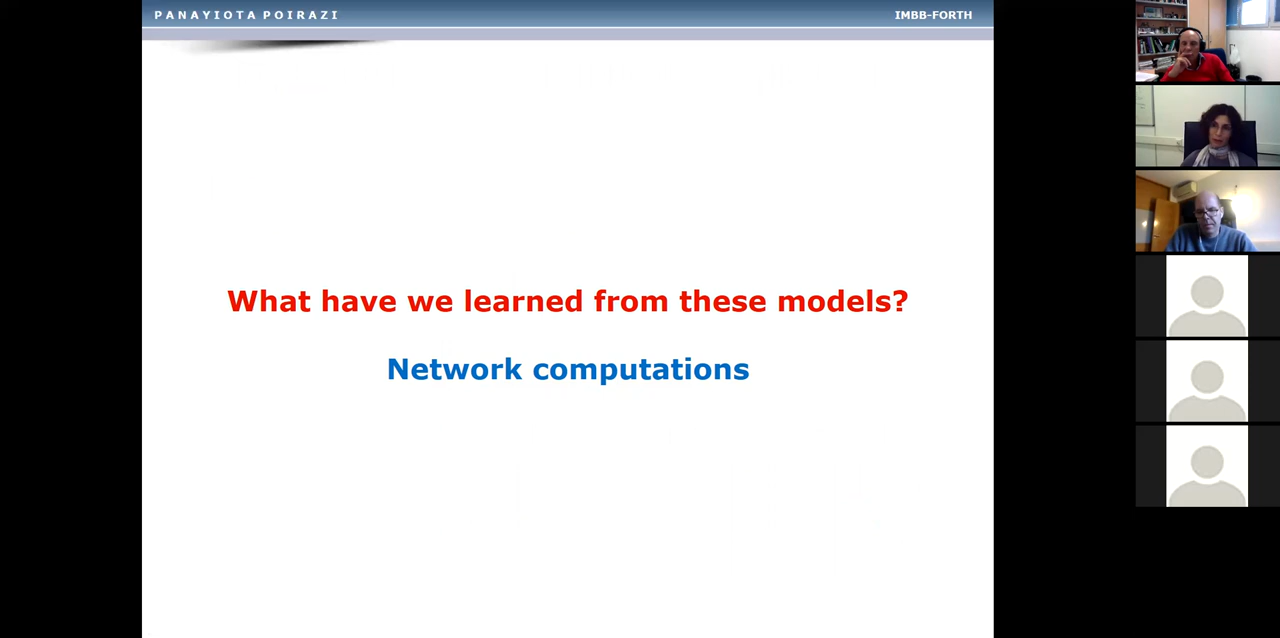 PANAYIOTA POIRAZI
IMBB-FORTH
What have we learned from these models?
Network computations